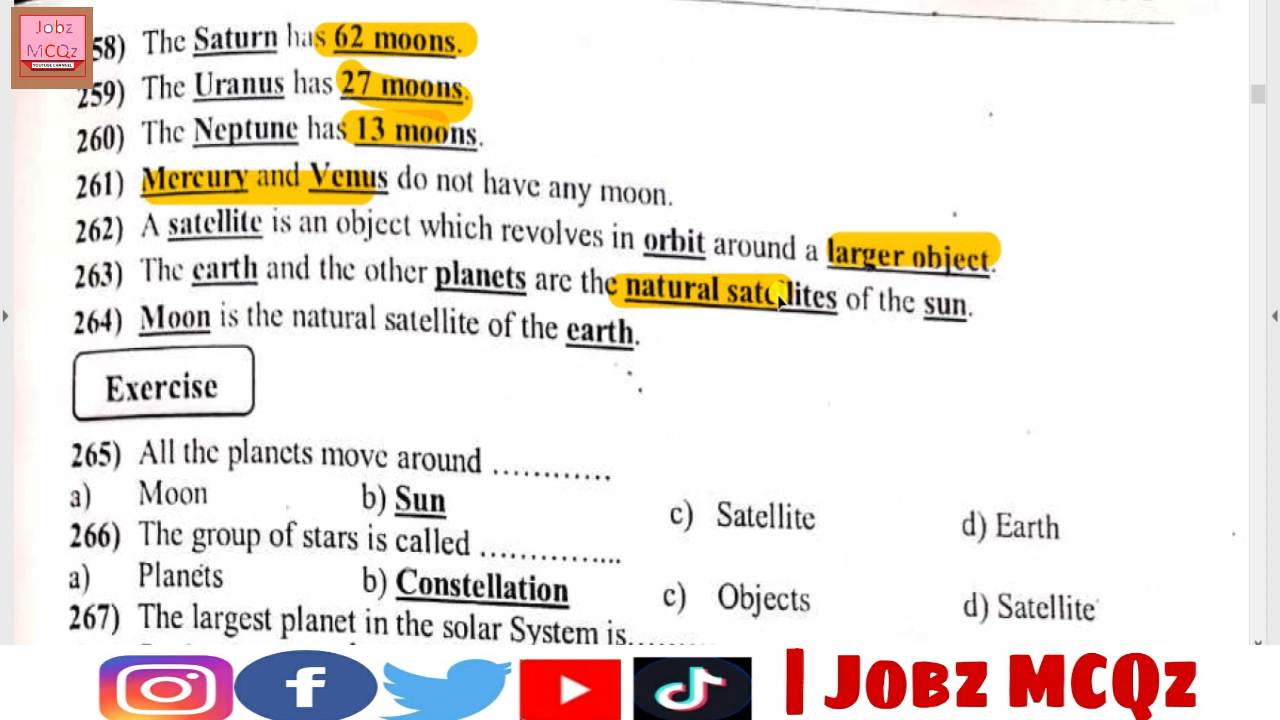 Jobz
MCQz
YOUTUBE CHANNEL
58) The Saturn has 62 moons.
259) The Uranus has 27 moons.
260) The Neptune has 13 moons.
261) Mercury and Venus do not have any moon.
262) A satellite is an object which revolves in orbit around a larger object.
263) The earth and the other planets are the natural satellites of the sun.
264) Moon is the natural satellite of the earth.
Exercise
265) All the planets move around …………
a) Moon b) Sun c) Satellite d) Earth
266) The group of stars is called …………...
a) Planets b) Constellation c) Objects d) Satellite
267) The largest planet in the solar System is………
| Jobz MCQz